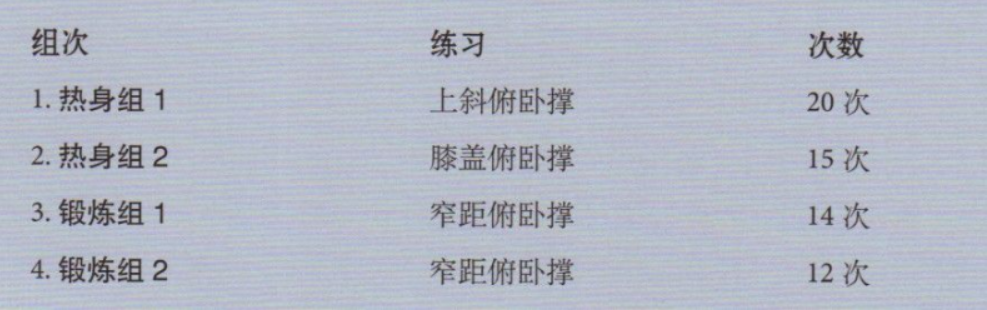 组次 练习 次数
1. 热身组 1 上斜俯卧撑 20 次
2. 热身组 2 膝盖俯卧撑 15 次
3. 锻炼组 1 窄距俯卧撑 14 次
4. 锻炼组 2 窄距俯卧撑 12 次